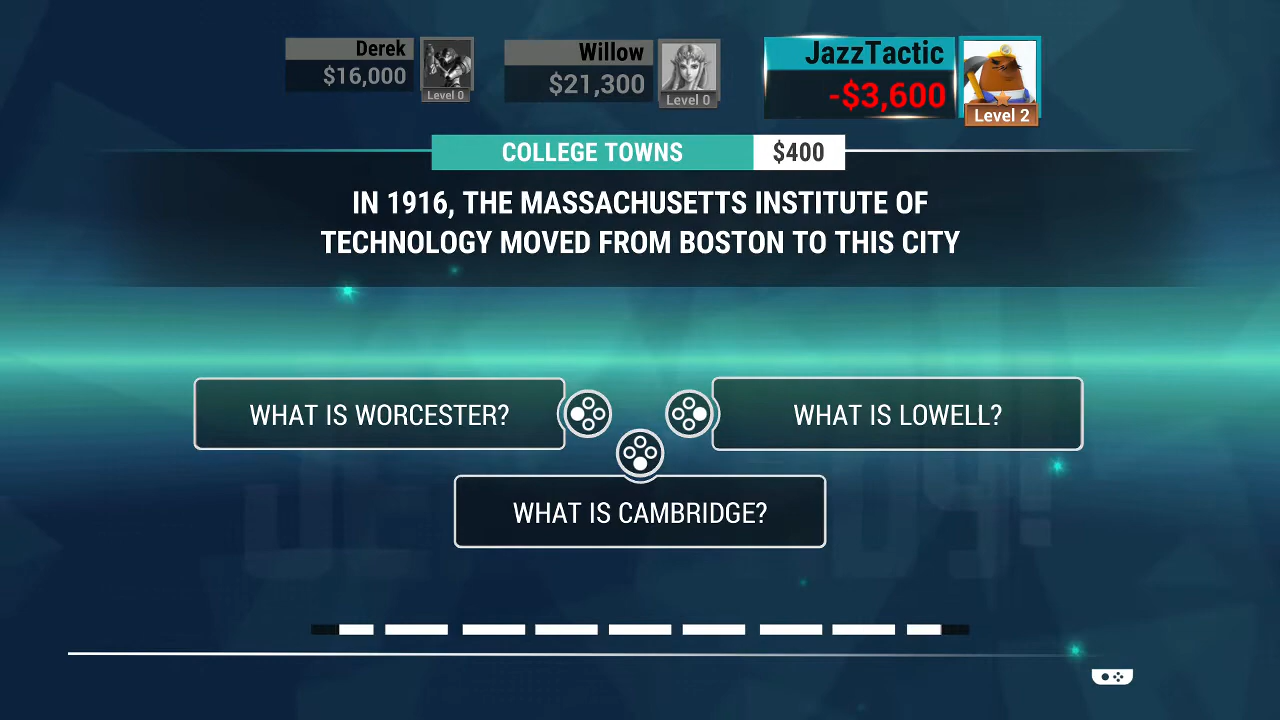 Derek
$16,000
Level 0
Willow
$21,300
Level 0
JazzTactic
-$3,600
Level 2
COLLEGE TOWNS
$400
IN 1916, THE MASSACHUSETTS INSTITUTE OF
TECHNOLOGY MOVED FROM BOSTON TO THIS CITY
WHAT IS WORCESTER?
WHAT IS LOWELL?
WHAT IS CAMBRIDGE?